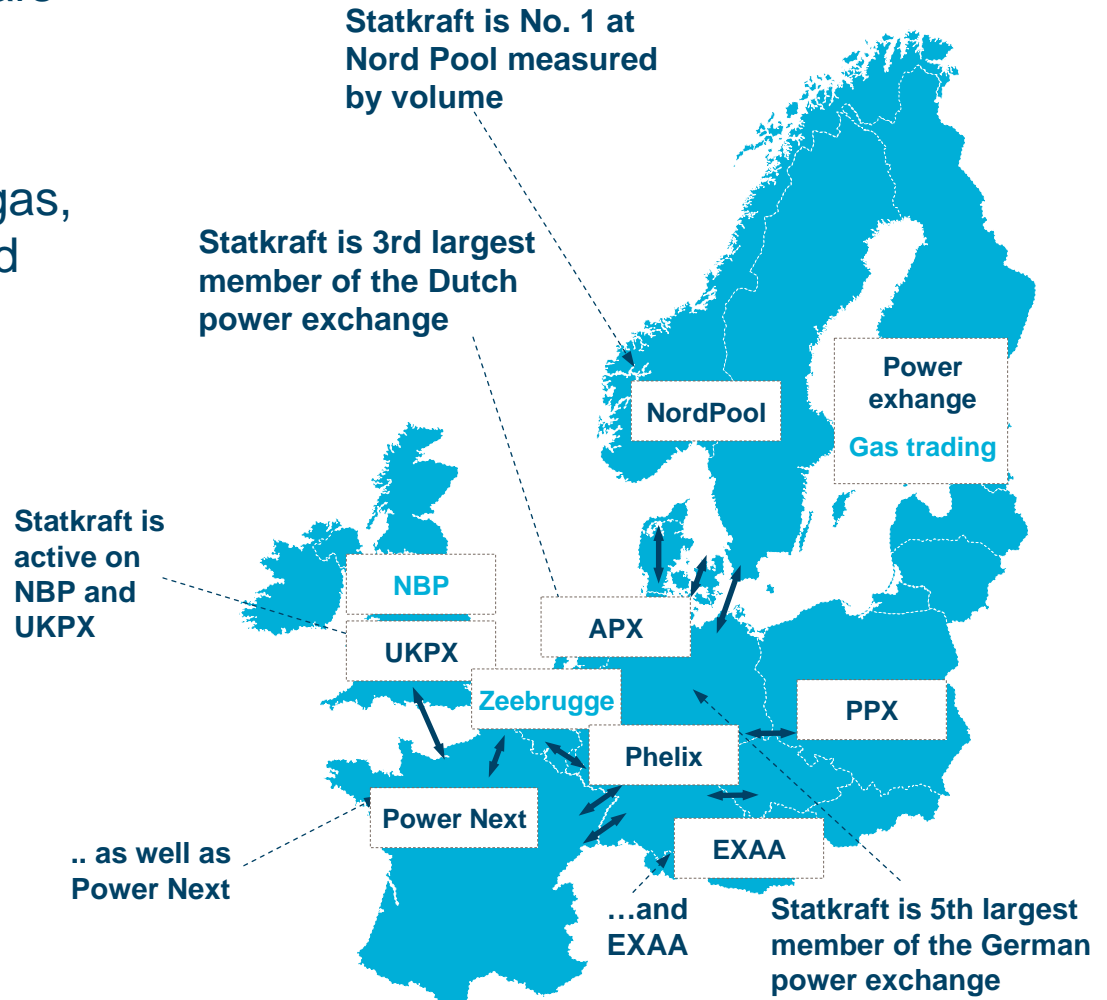 Statkraft is No. 1 at
Nord Pool measured
by volume
gas,
Statkraft is 3rd largest
member of the Dutch
power exchange
Power
exhange
Gas trading
NordPool
Statkraft is
active on
NBP and
UKPX
NBP
APX
UKPX
Zeebrugge
PPX
Phelix
Power Next
EXAA
.. as well as
Power Next
…and
EXAA
Statkraft is 5th largest
member of the German
power exchange